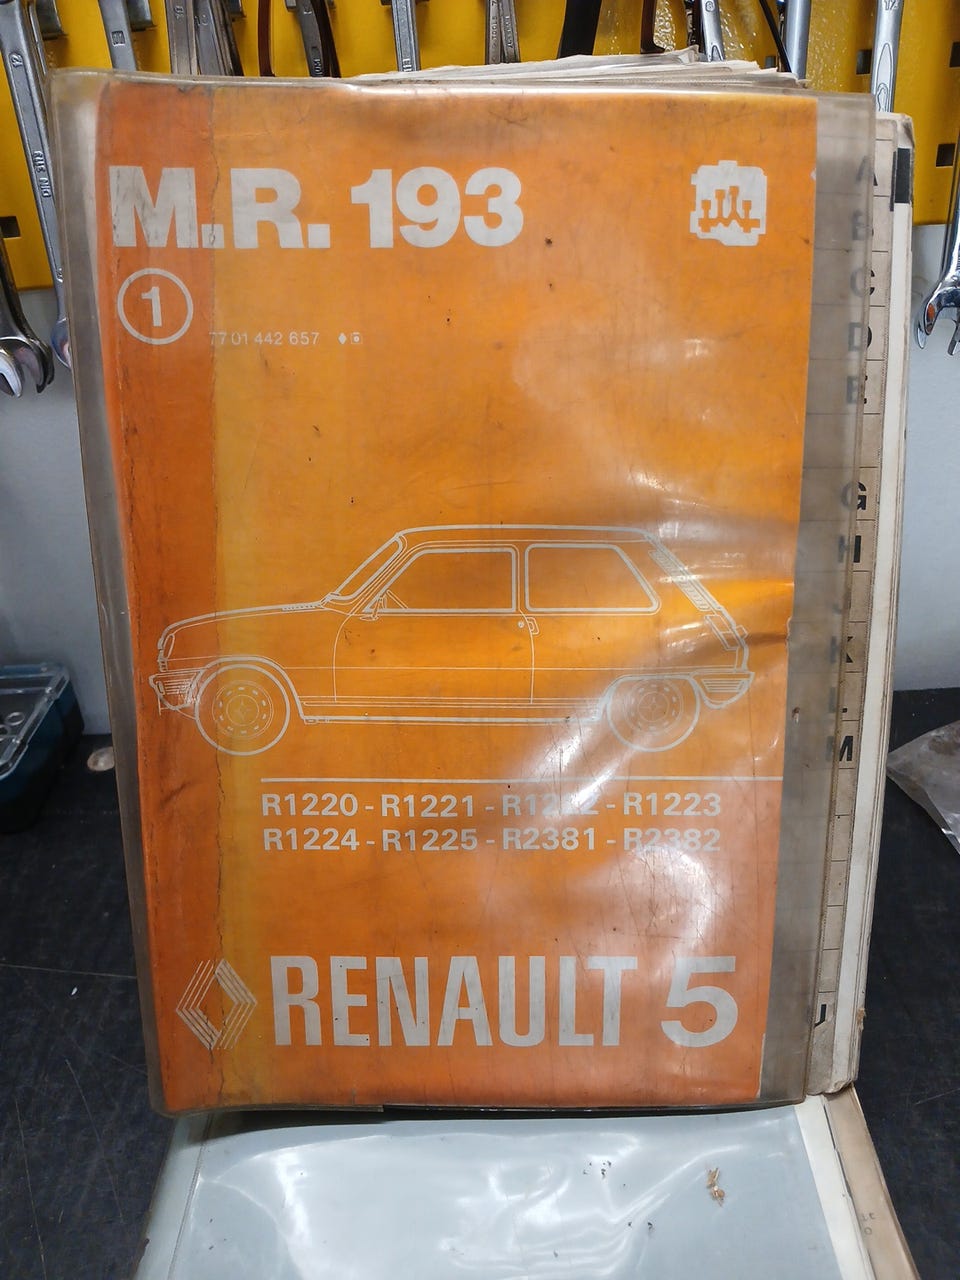 M.R. 193
1
77 01 442 657
R1220 - R1221 - R1222 - R1223
R1224 - R1225 - R2381 - R2382
RENAULT 5
A
B
C
D
E
G
H
J
K
L
M